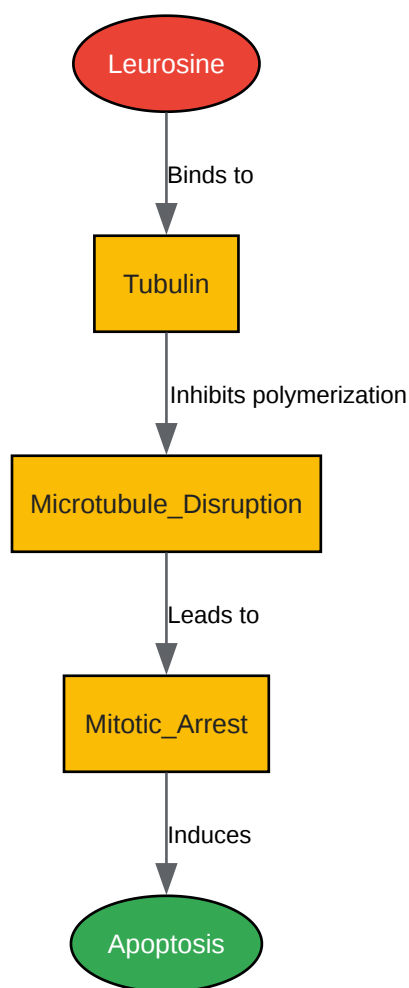 Leurosine
Binds to
Tubulin
Inhibits polymerization
Microtubule_Disruption
Leads to
Mitotic_Arrest
Induces
Apoptosis